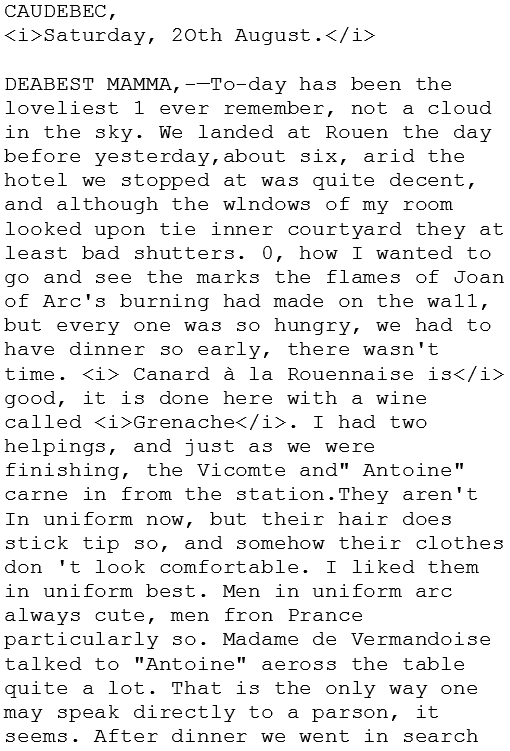 CAUDEBEC,
<i>Saturday, 2Oth August.</i>

DEABEST MAMMA,-—To-day has been the
loveliest 1 ever remember, not a cloud
in the sky. We landed at Rouen the day
before yesterday,about six, arid the
hotel we stopped at was quite decent,
and although the wlndows of my room
looked upon tie inner courtyard they at
least bad shutters. 0, how I wanted to
go and see the marks the flames of Joan
of Arc's burning had made on the wa11,
but every one was so hungry, we had to
have dinner so early, there wasn't
time. <i> Canard à la Rouennaise is</i>
good, it is done here with a wine
called <i>Grenache</i>. I had two
helpings, and just as we were
finishing, the Vicomte and" Antoine"
carne in from the station.They aren't
In uniform now, but their hair does
stick tip so, and somehow their clothes
don 't look comfortable. I liked them
in uniform best. Men in uniform arc
always cute, men fron Prance
particularly so. Madame de Vermandoise
talked to "Antoine" aeross the table
quite a lot. That is the only way one
may speak directly to a parson, it
seems. After dinner we went in search